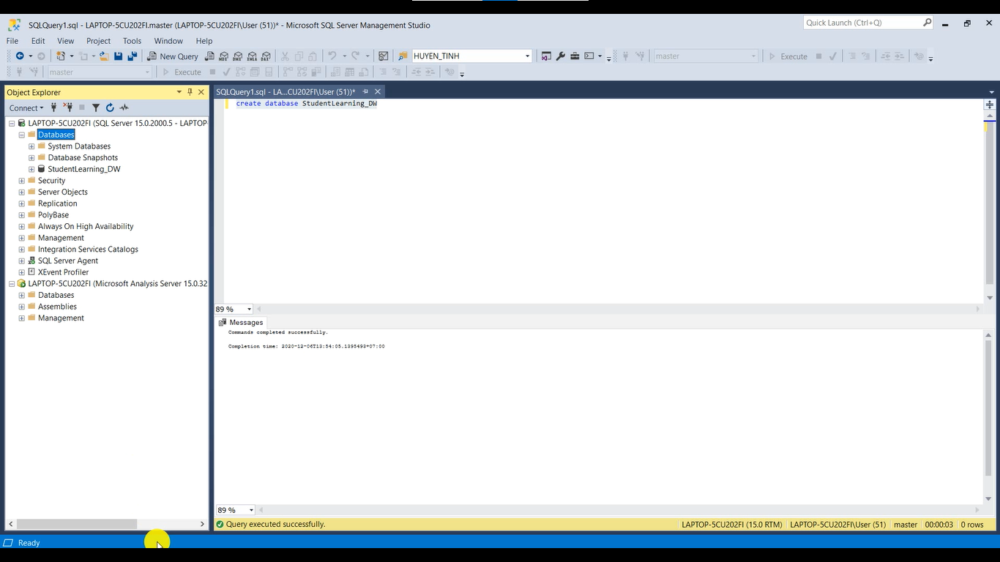 SQLQuery1.sql - LAPTOP-5CU202FI.master (LAPTOP-5CU202FI\User (51))* - Microsoft SQL Server Management Studio
Quick Launch (Ctrl+Q)
File Edit View Project Tools Window Help
New Query MDX DMX XMLA DAX HUYEN_TINH master Execute
master Execute
Object Explorer
SQLQuery1.sql - LA...CU202FI\User (51))*
Connect
create database StudentLearning_DW
LAPTOP-5CU202FI (SQL Server 15.0.2000.5 - LAPTOP-
Databases
System Databases
Database Snapshots
StudentLearning_DW
Security
Server Objects
Replication
PolyBase
Always On High Availability
Management
Integration Services Catalogs
SQL Server Agent
XEvent Profiler
LAPTOP-5CU202FI (Microsoft Analysis Server 15.0.32
Databases
Assemblies
Management
89 %
Messages
Commands completed successfully.
Completion time: 2020-12-06T13:54:05.1395493+07:00
89 %
Query executed successfully.
LAPTOP-5CU202FI (15.0 RTM) LAPTOP-5CU202FI\User (51) master 00:00:03 0 rows
Ready